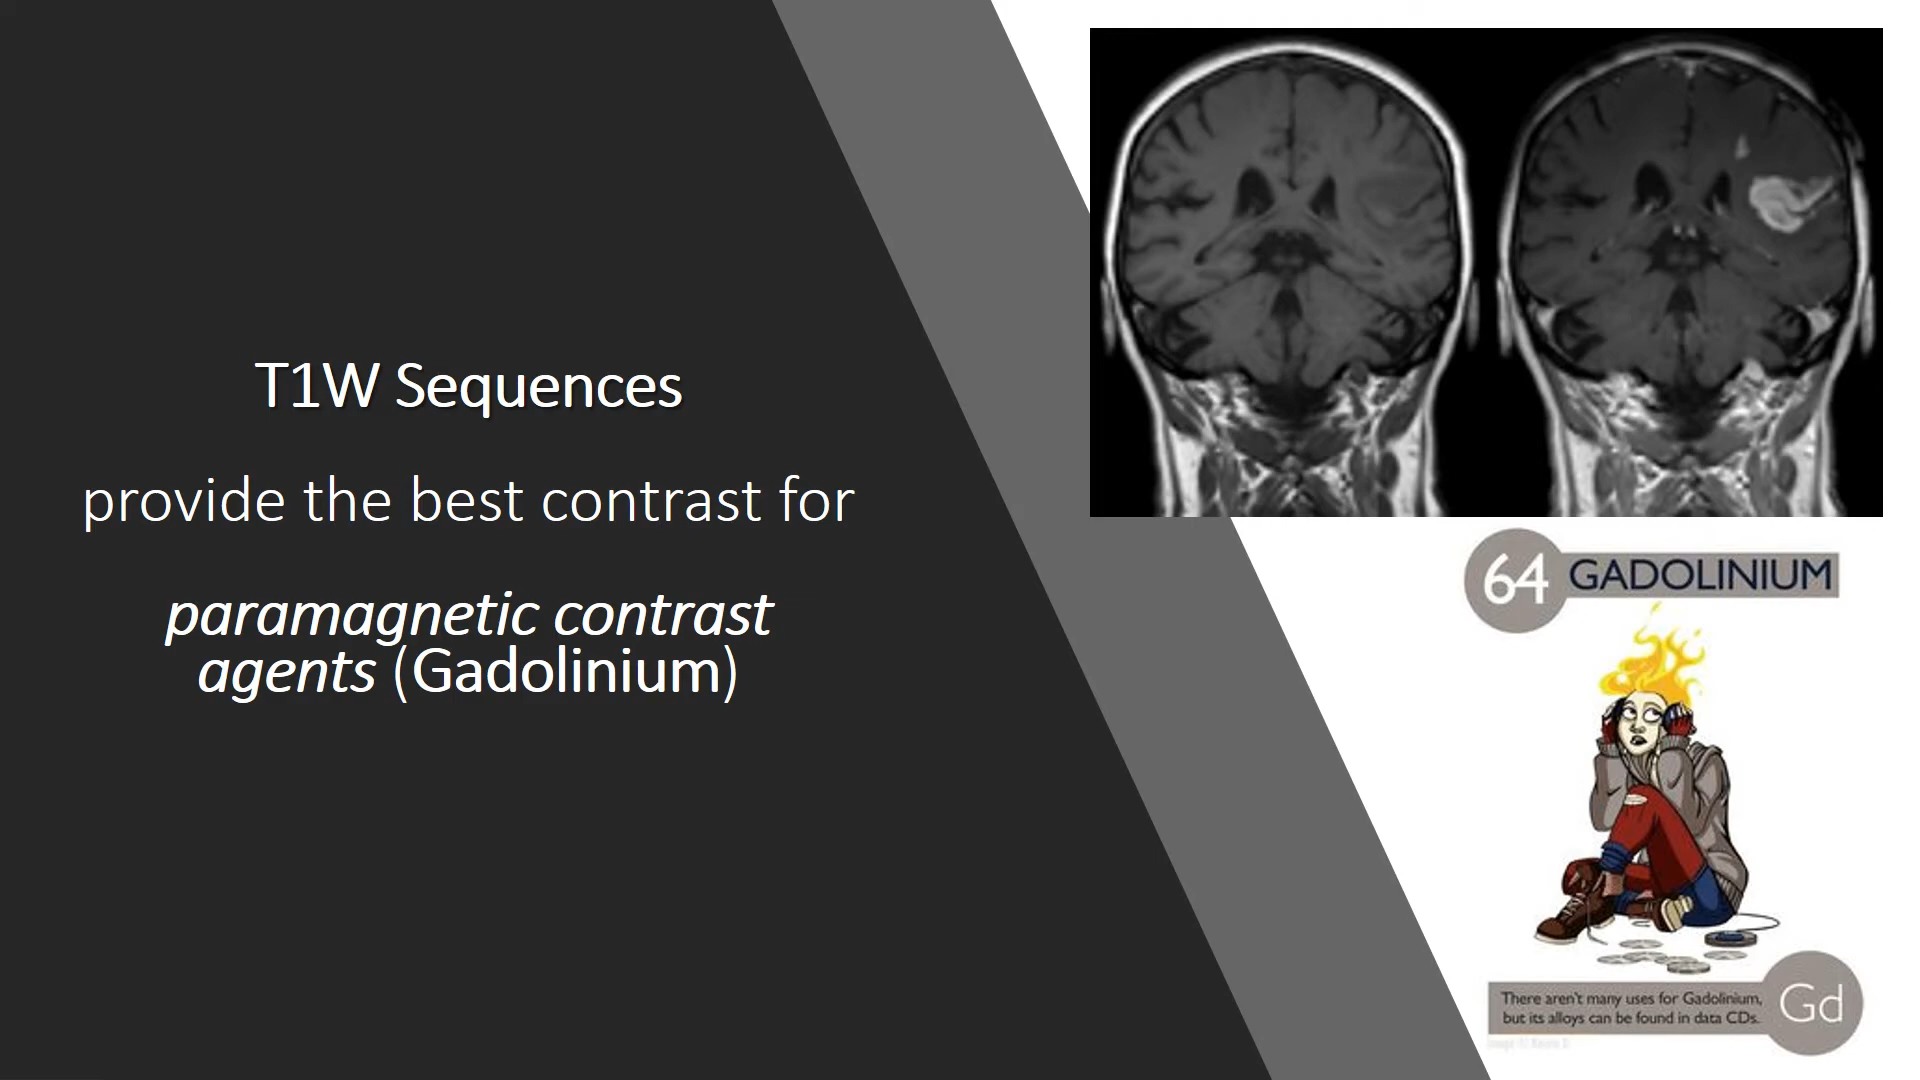 T1W Sequences
provide the best contrast for
paramagnetic contrast
agents (Gadolinium)
64 GADOLINIUM
There aren't many uses for Gadolinium,
but its alloys can be found in data CDs.
Gd